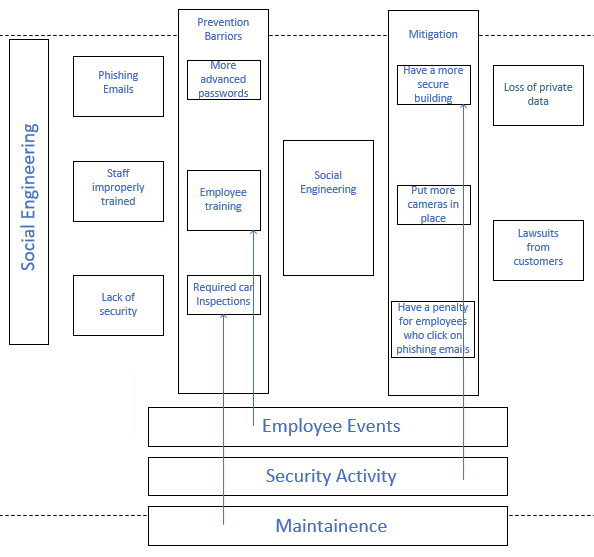 Social Engineering
Phishing
Emails
Staff
improperly
trained
Lack of
security
Prevention
Barriors
More
advanced
passwords
Employee
training
Required car
Inspections
Social
Engineering
Mitigation
Have a more
secure
building
Put more
cameras in
place
Have a penalty
for employees
who click on
phishing emails
Loss of private
data
Lawsuits
from
customers
Employee Events
Security Activity
Maintainence